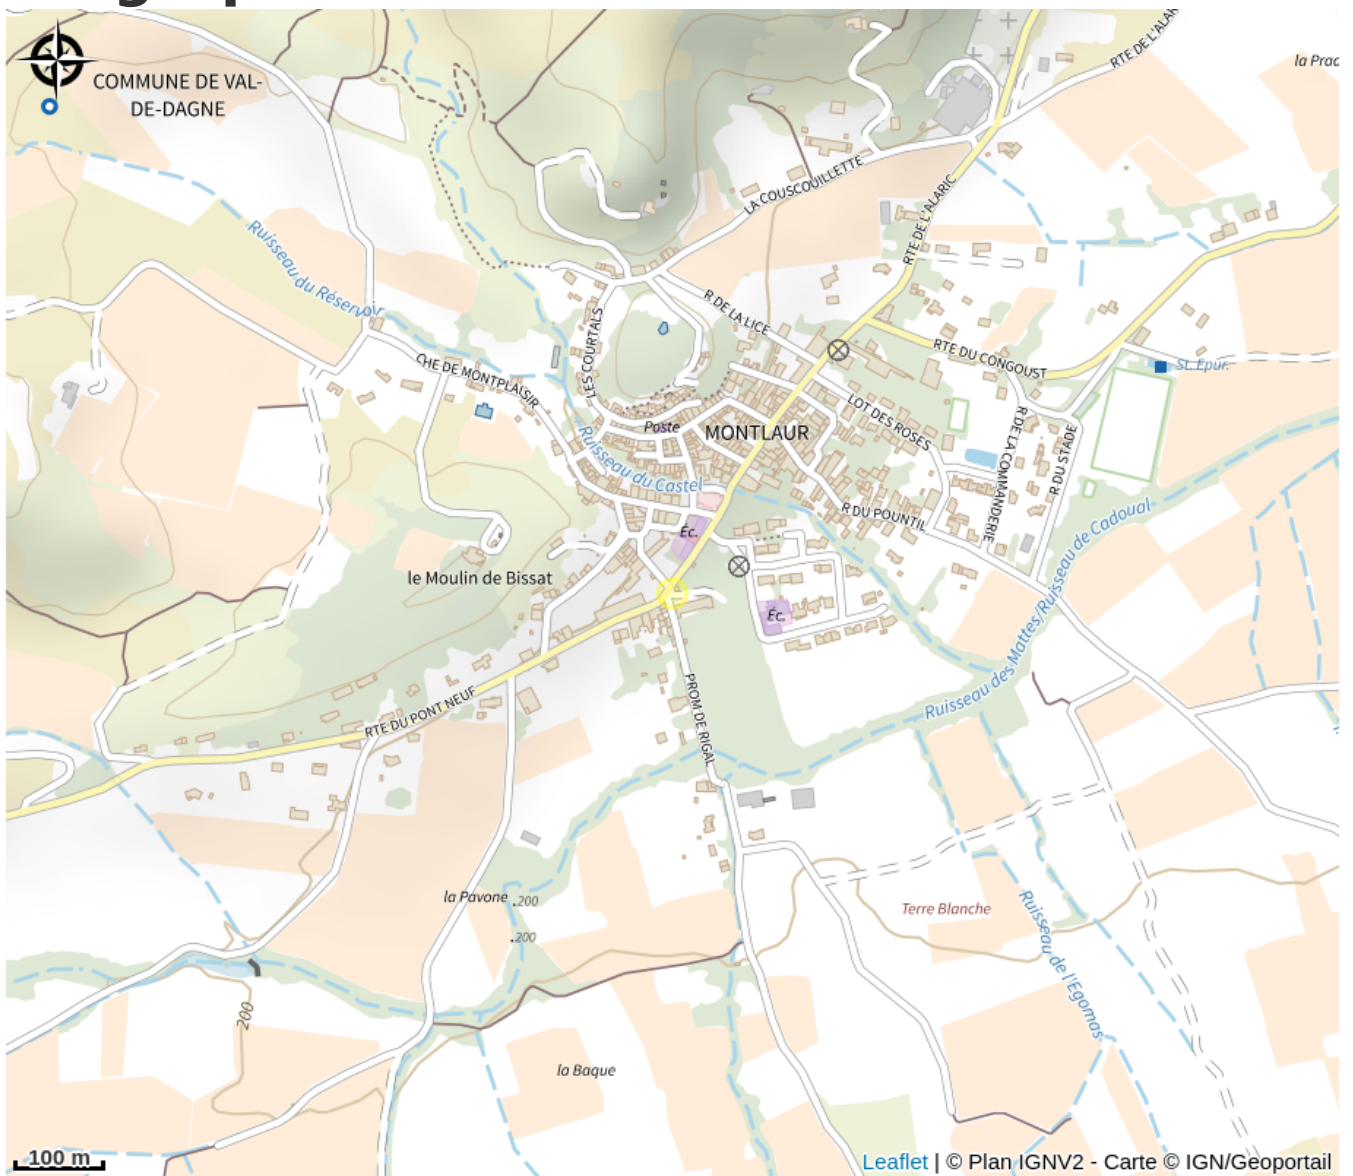 COMMUNE DE VAL-
DE-DAGNE
RTE DE L'ALAR
la Prad
LA COUSCOUILLETTE
RTE DE L'ALARIC
Ruisseau du Réservoir
R DE LA LICE
LES COURTALS
RTE DU CONGOUST
St. Epur.
CHE DE MONTPLAISIR
LOT DES ROSES
Poste
MONTLAUR
R DE LA COMMANDERIE
R DU STADE
Ruisseau du Castel
R DU POUNTIL
Éc.
Ruisseau des Mattes/Ruisseau de Cadoual
le Moulin de Bissat
Éc.
PROM DE RIGAL
RTE DU PONT NEUF
la Pavone
.200
.200
Terre Blanche
Ruisseau de l'Egomas
200
la Baque
100 m
Leaflet | © Plan IGNV2 - Carte © IGN/Geoportail